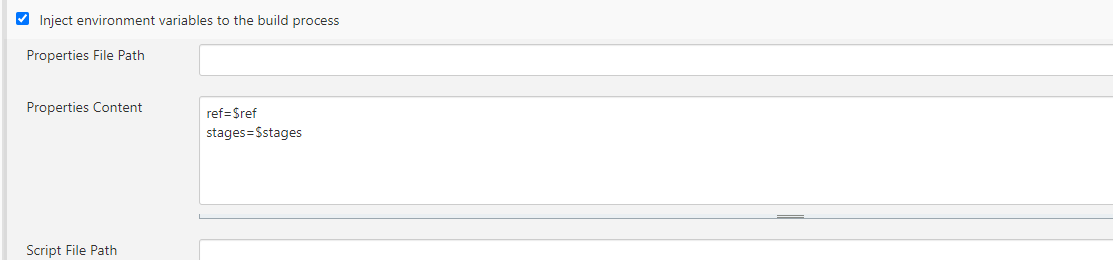 Inject environment variables to the build process
Properties File Path
Properties Content
ref=$ref
stages=$stages
Script File Path